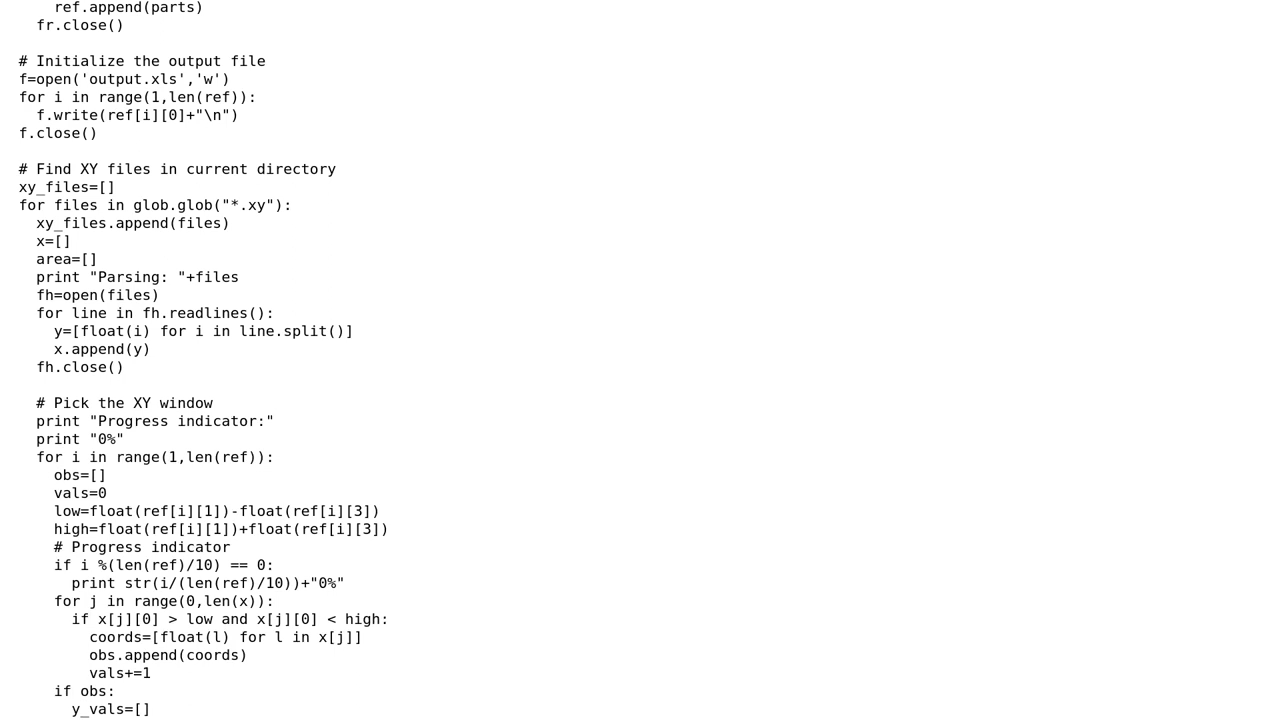 ref.append(parts)
fr.close()
# Initialize the output file
f=open('output.xls','w')
for i in range(1,len(ref)):
f.write(ref[i][0]+"\n")
f.close()
# Find XY files in current directory
xy_files=[]
for files in glob.glob("*.xy"):
xy_files.append(files)
x=[]
area=[]
print "Parsing: "+files
fh=open(files)
for line in fh.readlines():
y=[float(i) for i in line.split()]
x.append(y)
fh.close()
# Pick the XY window
print "Progress indicator:"
print "0%"
for i in range(1,len(ref)):
obs=[]
vals=0
low=float(ref[i][1])-float(ref[i][3])
high=float(ref[i][1])+float(ref[i][3])
# Progress indicator
if i %(len(ref)/10) == 0:
print str(i/(len(ref)/10))+"0%"
for j in range(0,len(x)):
if x[j][0] > low and x[j][0] < high:
coords=[float(l) for l in x[j]]
obs.append(coords)
vals+=1
if obs:
y_vals=[]